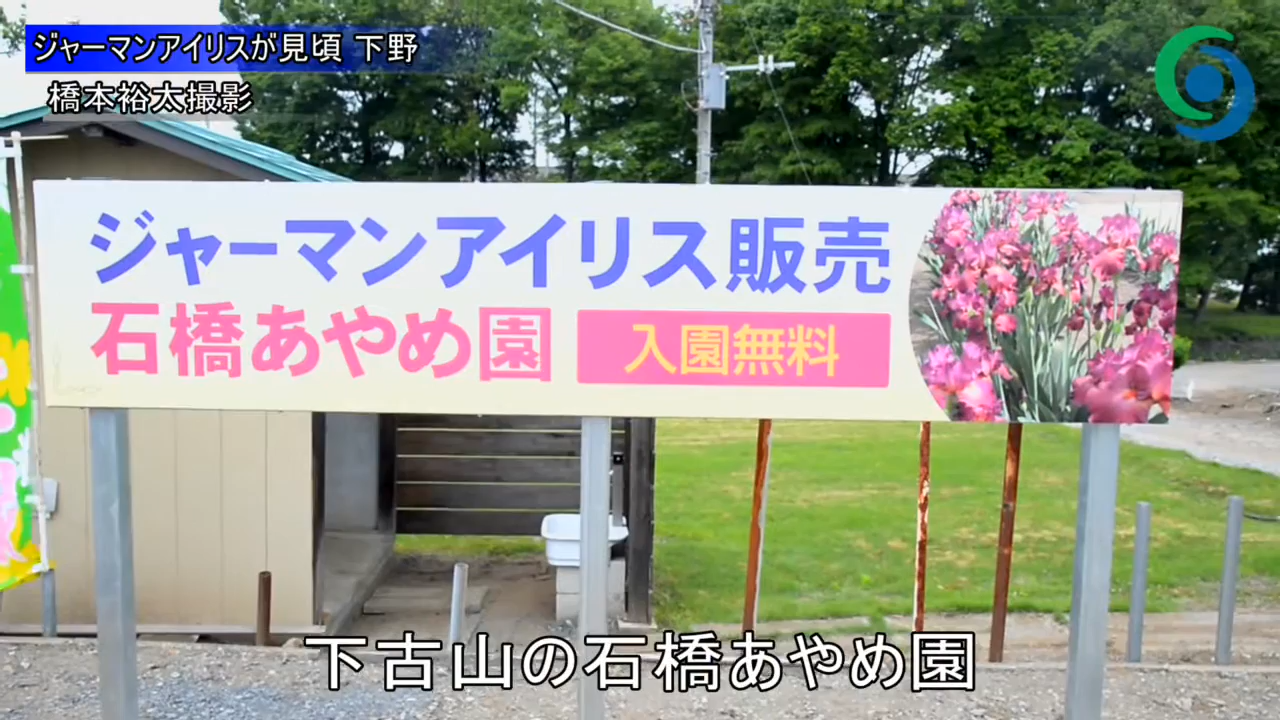 ジャーマンアイリスが見頃 下野
橋本裕太撮影
ジャーマンアイリス販売
石橋あやめ園 入園無料
下古山の石橋あやめ園